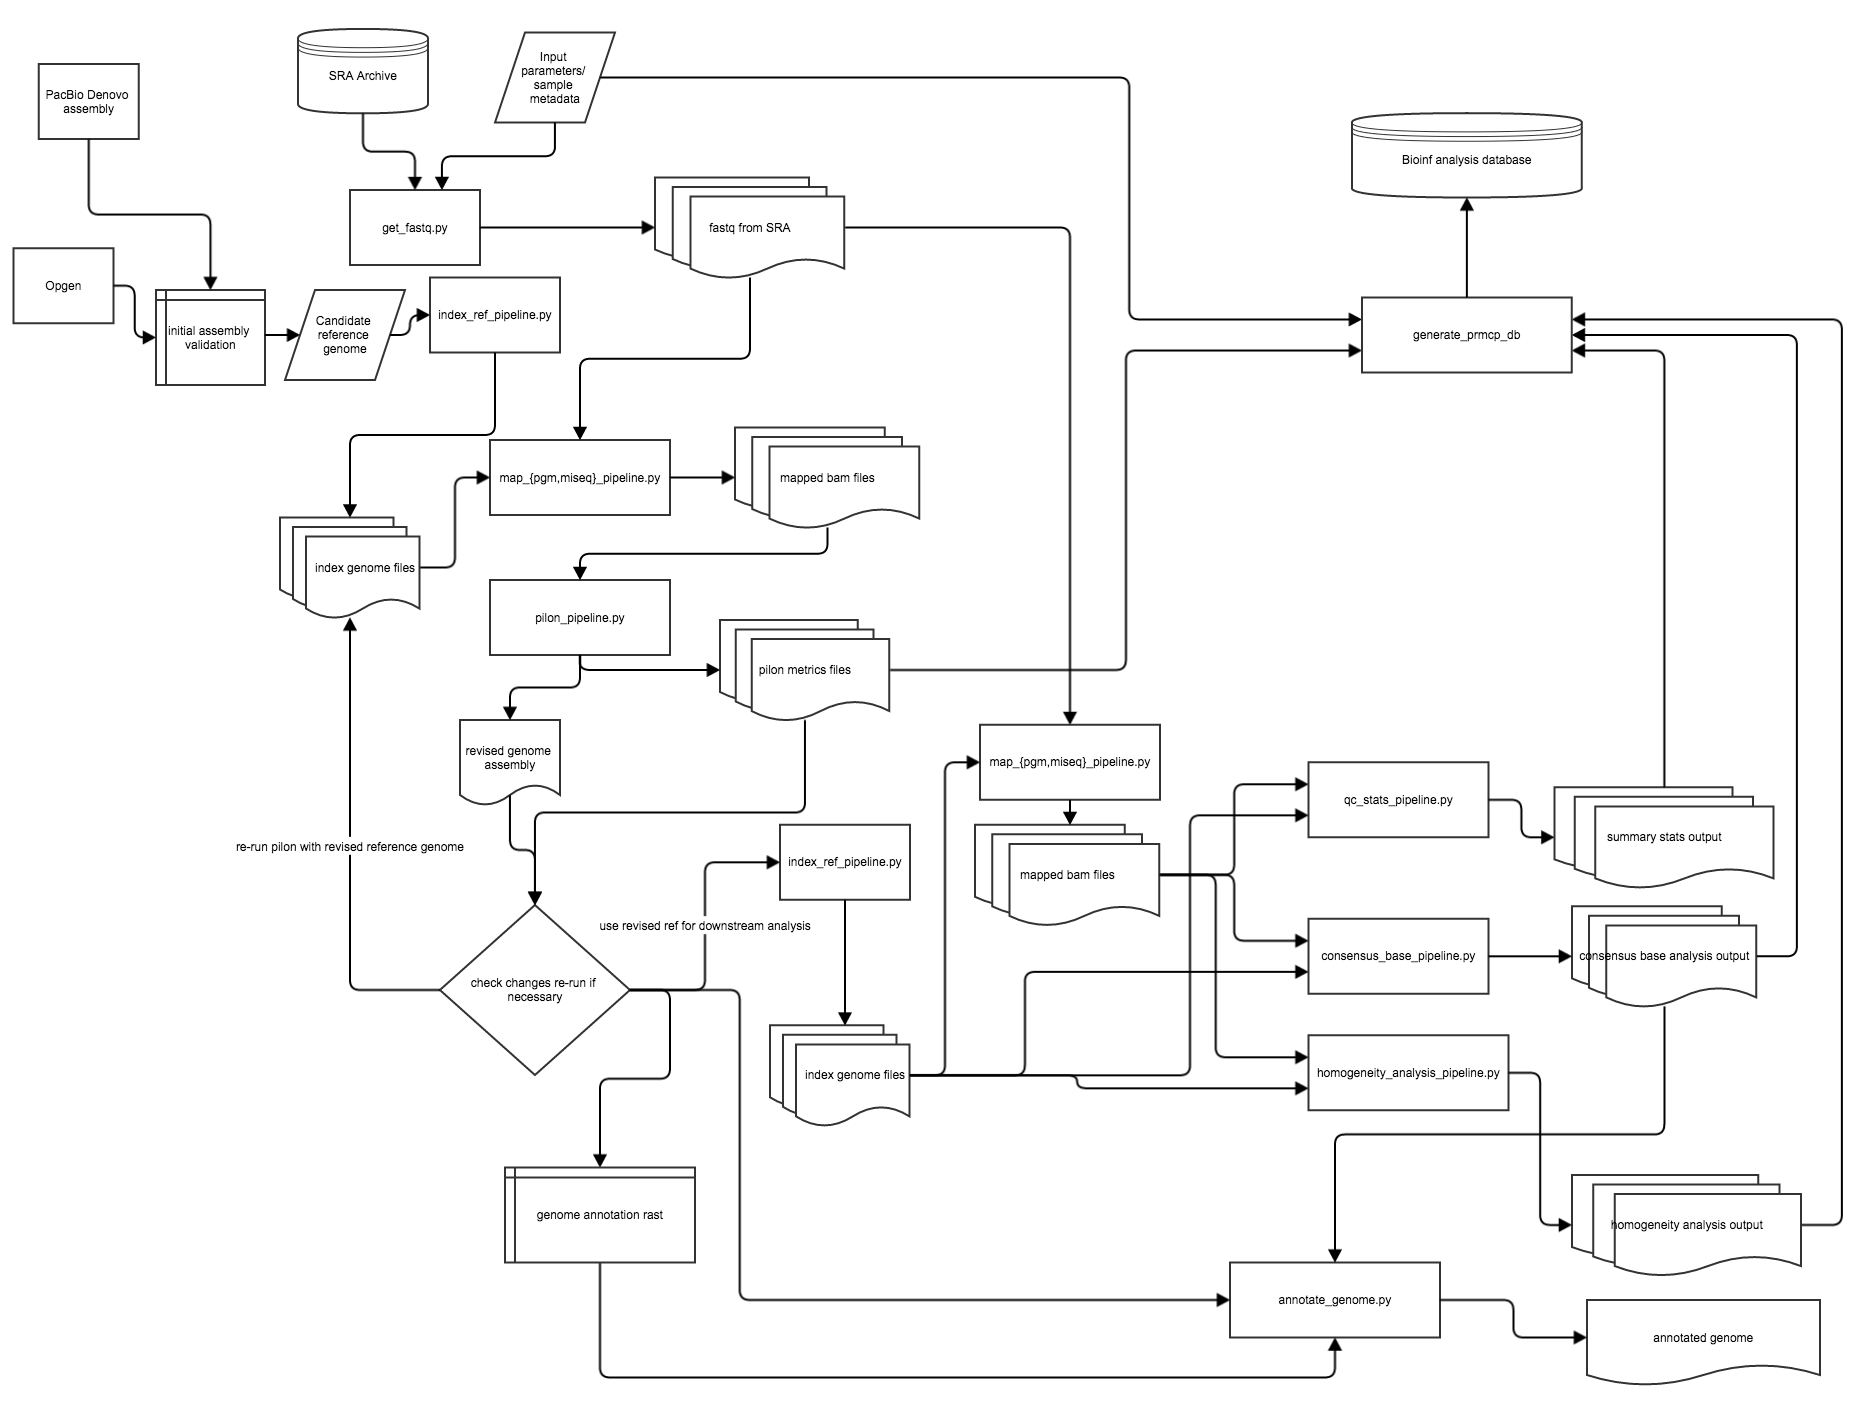 SRA Archive
Input
parameters/
sample
metadata
PacBio Denovo
assembly
Bioinf analysis database
get_fastq.py
fastq from SRA
Opgen
initial assembly
validation
Candidate
reference
genome
index_ref_pipeline.py
generate_prmcp_db
map_{pgm,miseq}_pipeline.py
mapped bam files
index genome files
pilon_pipeline.py
pilon metrics files
revised genome
assembly
map_{pgm,miseq}_pipeline.py
qc_stats_pipeline.py
summary stats output
re-run pilon with revised reference genome
index_ref_pipeline.py
mapped bam files
use revised ref for downstream analysis
consensus_base_pipeline.py
consensus base analysis output
check changes re-run if
necessary
index genome files
homogeneity_analysis_pipeline.py
genome annotation rast
homogeneity analysis output
annotate_genome.py
annotated genome